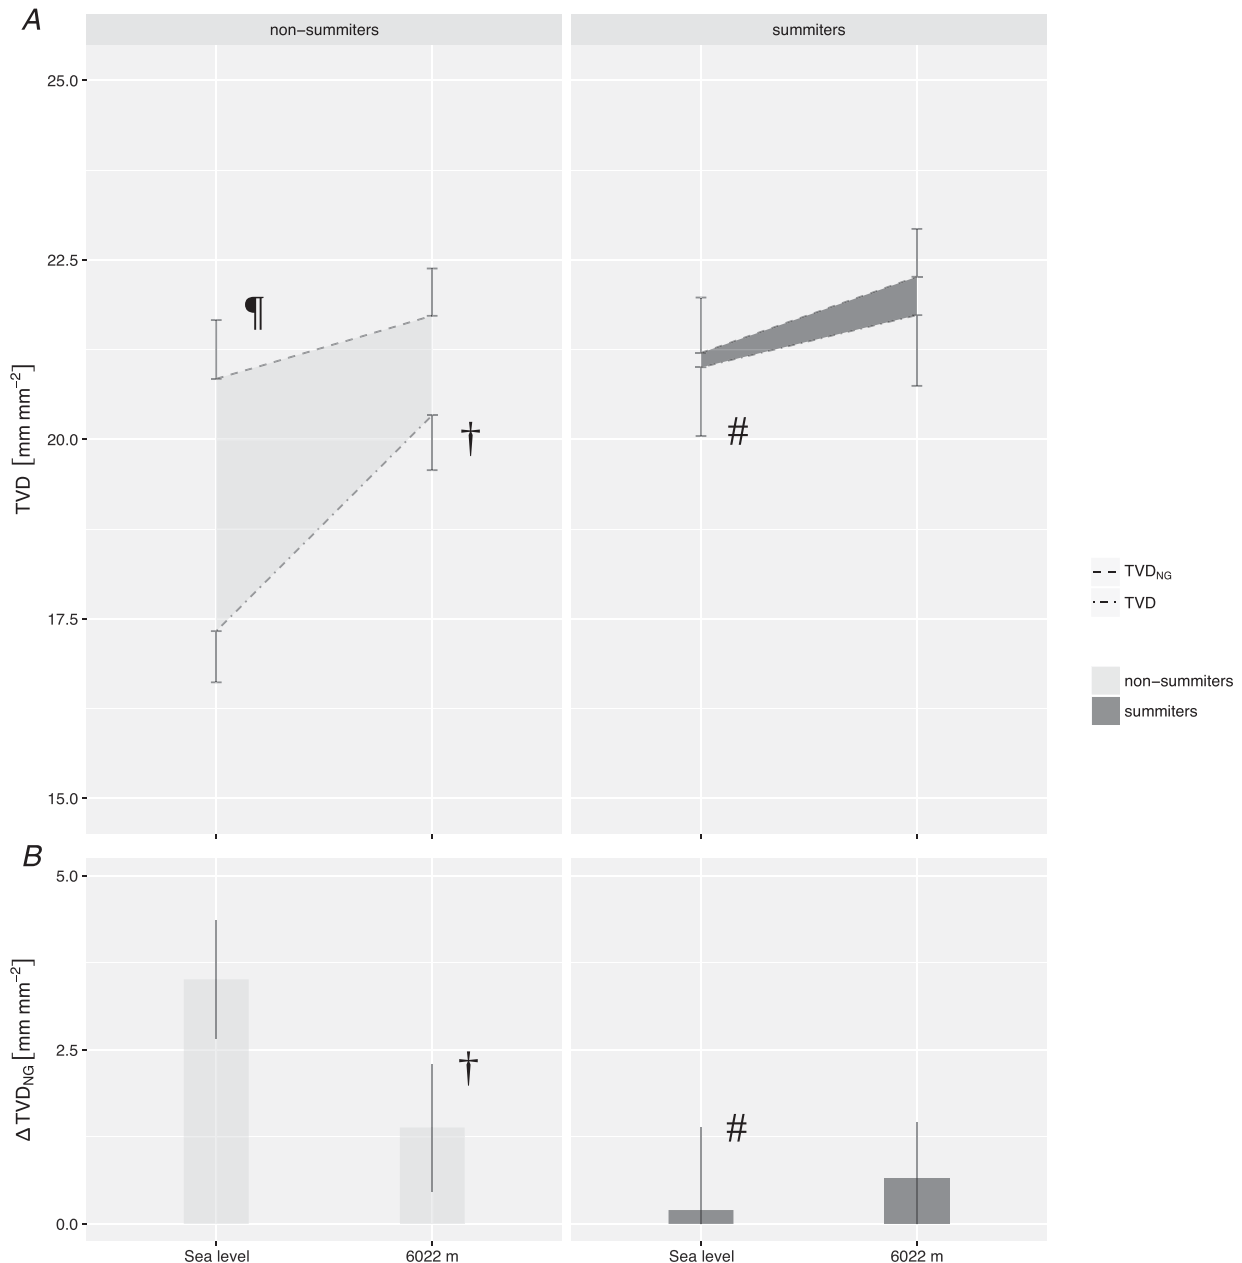 A
non−summiters
summiters
25.0
22.5
¶
20.0
†
#
17.5
15.0
TVD [mm mm⁻²]
TVD_NG
TVD
non−summiters
summiters
B
5.0
2.5
†
#
0.0
Δ TVD_NG [mm mm⁻²]
Sea level
6022 m
Sea level
6022 m